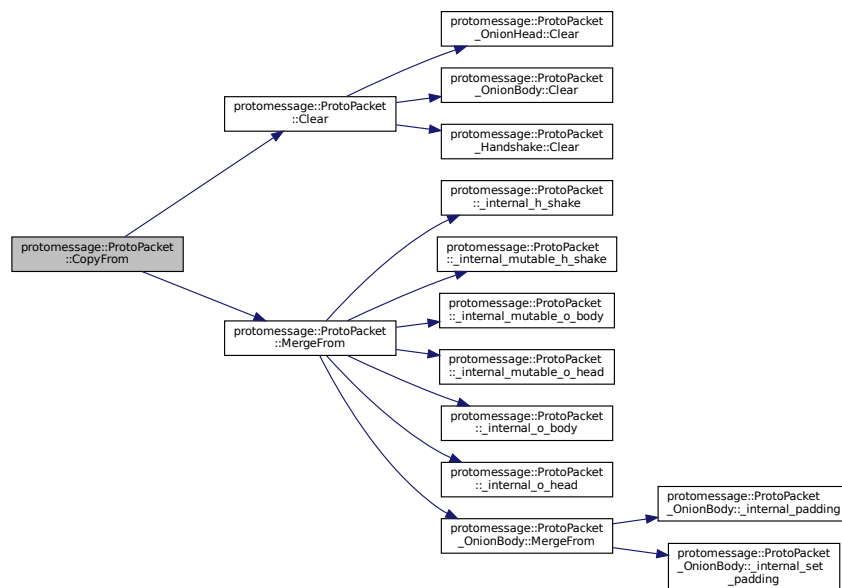 protomessage::ProtoPacket
_OnionHead::Clear
protomessage::ProtoPacket
_OnionBody::Clear
protomessage::ProtoPacket
::Clear
protomessage::ProtoPacket
_Handshake::Clear
protomessage::ProtoPacket
::_internal_h_shake
protomessage::ProtoPacket
::CopyFrom
protomessage::ProtoPacket
::_internal_mutable_h_shake
protomessage::ProtoPacket
::_internal_mutable_o_body
protomessage::ProtoPacket
::MergeFrom
protomessage::ProtoPacket
::_internal_mutable_o_head
protomessage::ProtoPacket
::_internal_o_body
protomessage::ProtoPacket
::_internal_o_head
protomessage::ProtoPacket
_OnionBody::_internal_padding
protomessage::ProtoPacket
_OnionBody::MergeFrom
protomessage::ProtoPacket
_OnionBody::_internal_set
_padding